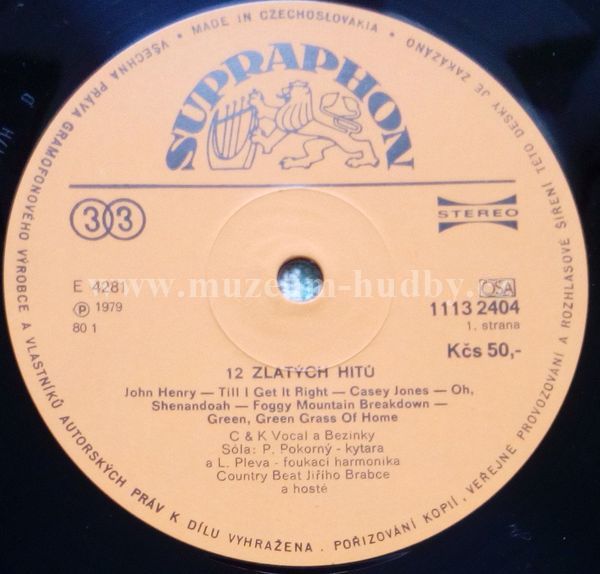 VŠECHNA PRÁVA GRAMOFONOVÉHO VÝROBCE A VLASTNÍKŮ AUTORSKÝCH PRÁV K DÍLU VYHRAŽENA . POŘIZOVÁNÍ KOPIÍ , VEŘEJNÉ PROVOZOVÁNÍ A ROZHLASOVÉ ŠÍŘENÍ TÉTO DESKY JE ZAKÁZÁNO
• MADE IN CZECHOSLOVAKIA •
SUPRAPHON
33
STEREO
E 4281
OSA
℗ 1979
1113 2404
80 1
1. strana
www.muzeum-hudby.
Kčs 50,-
12 ZLATÝCH HITŮ
John Henry — Till I Get It Right — Casey Jones — Oh,
Shenandoah — Foggy Mountain Breakdown —
Green, Green Grass Of Home
C & K Vocal a Bezinky
Sóla: P. Pokorný - kytara
a L. Pleva - foukací harmonika
Country Beat Jiřího Brabce
a hosté